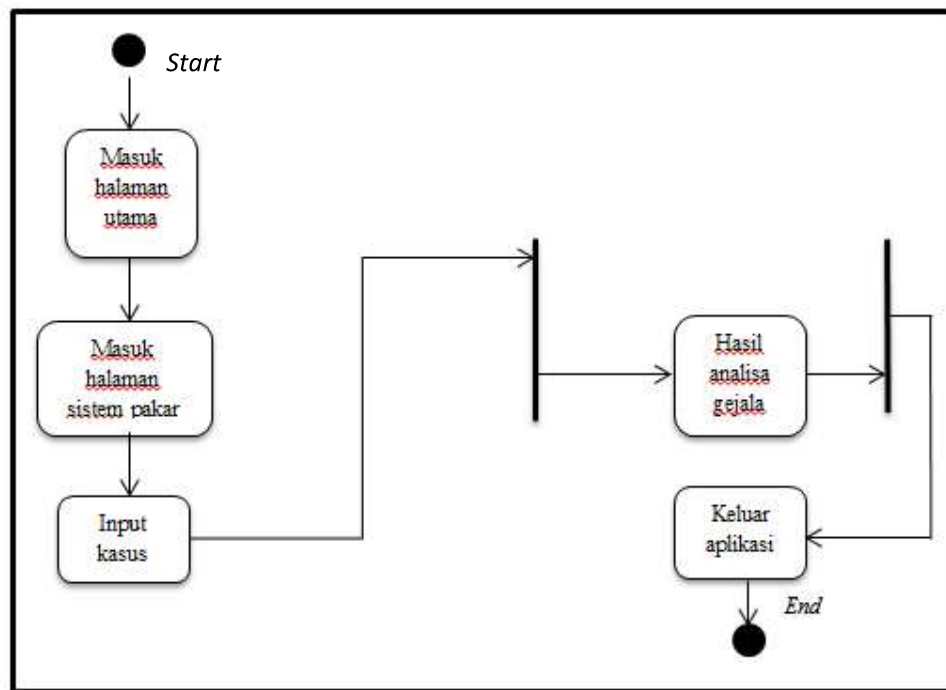 Start
Masuk
halaman
utama
Masuk
halaman
sistem pakar
Input
kasus
Hasil
analisa
gejala
Keluar
aplikasi
End